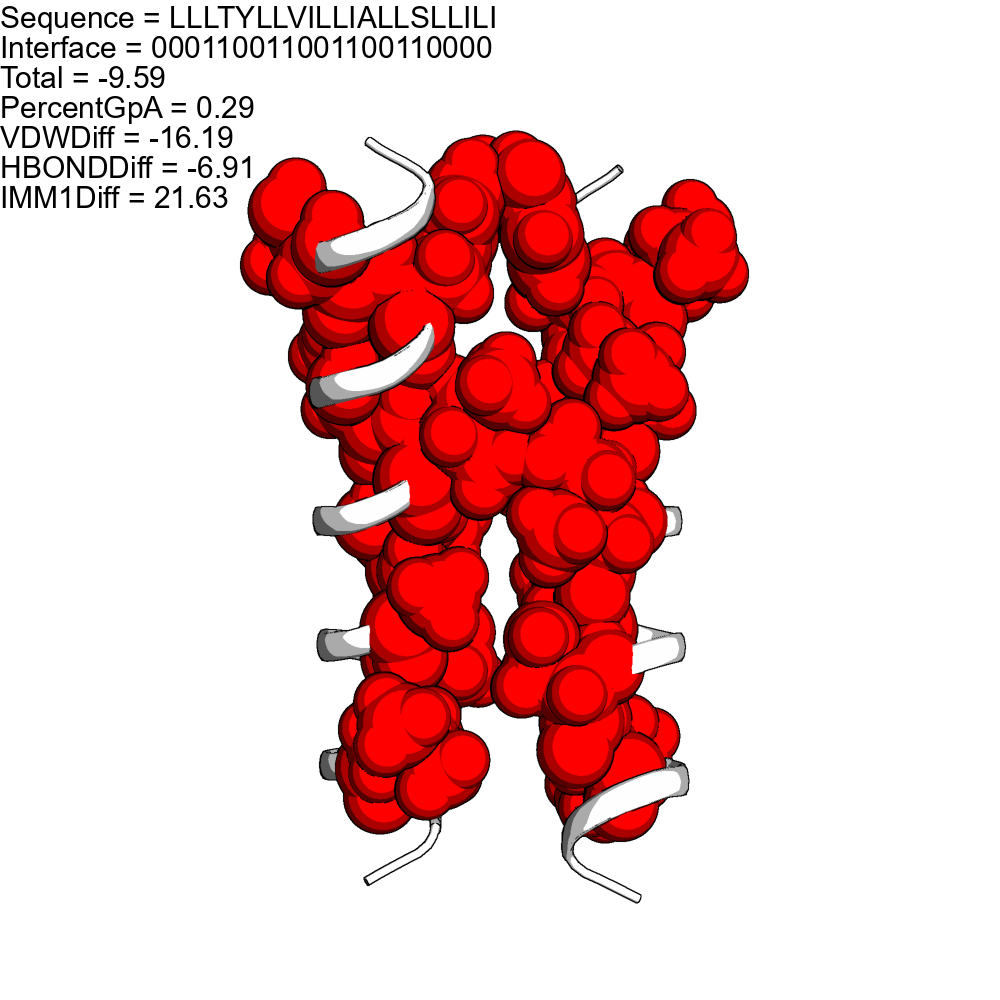 Sequence = LLLTYLLVILLIALLSLLILI
Interface = 000110011001100110000
Total = -9.59
PercentGpA = 0.29
VDWDiff = -16.19
HBONDDiff = -6.91
IMM1Diff = 21.63